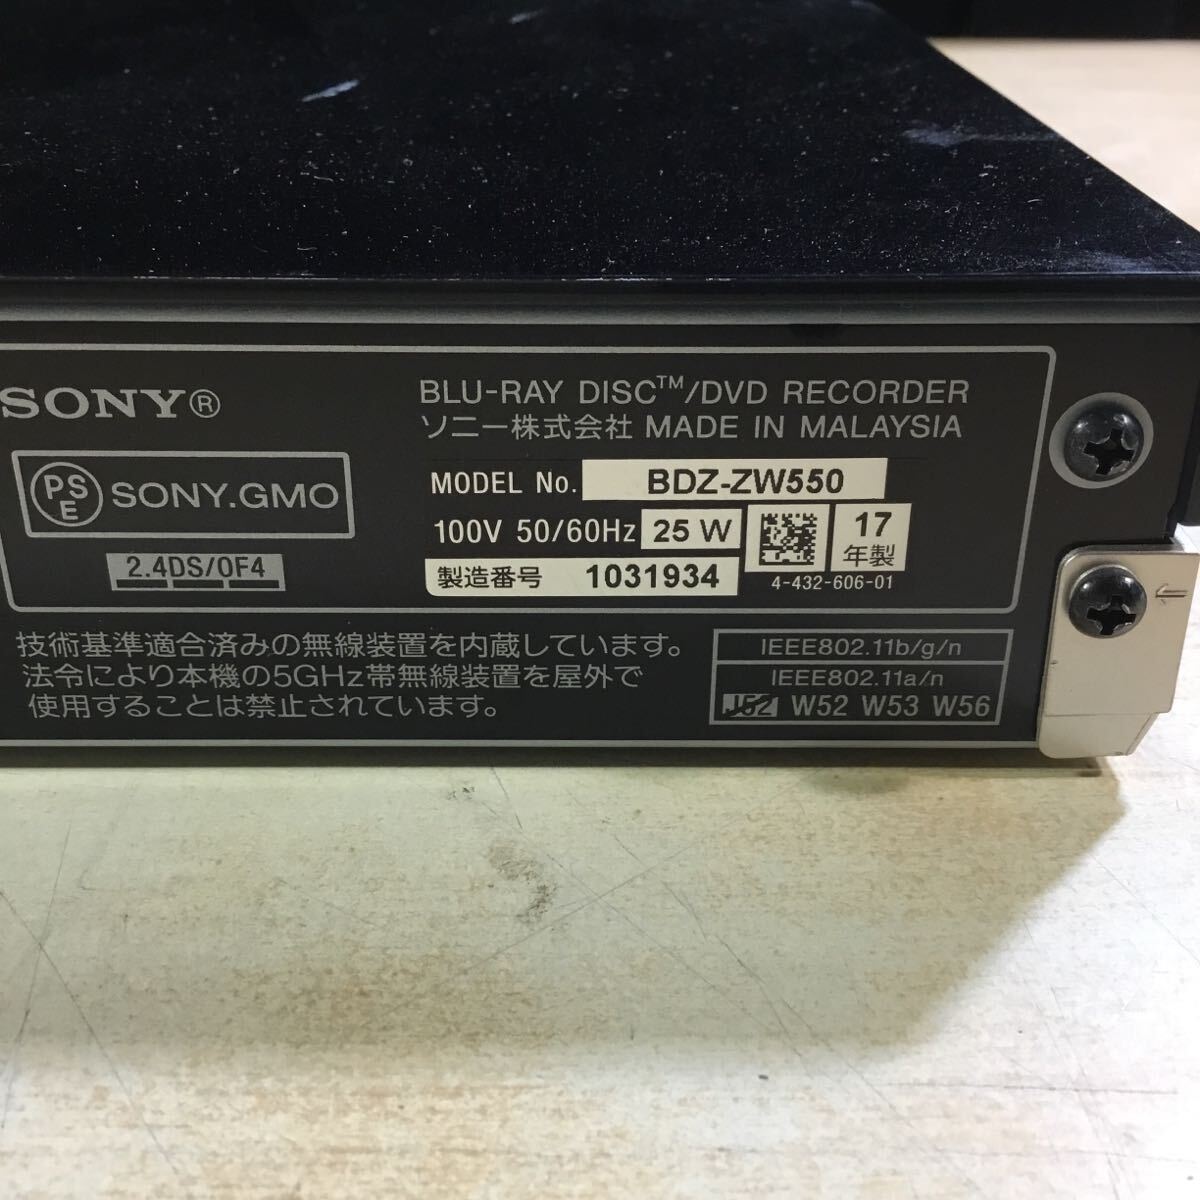 SONY®
BLU-RAY DISC™/DVD RECORDER
ソニー株式会社 MADE IN MALAYSIA
PSE SONY.GMO
MODEL No. BDZ-ZW550
100V 50/60Hz 25 W
17年製
2.4DS/OF4
製造番号 1031934
4-432-606-01
技術基準適合済みの無線装置を内蔵しています。
法令により本機の5GHz帯無線装置を屋外で
使用することは禁止されています。
IEEE802.11b/g/n
IEEE802.11a/n
J52 W52 W53 W56